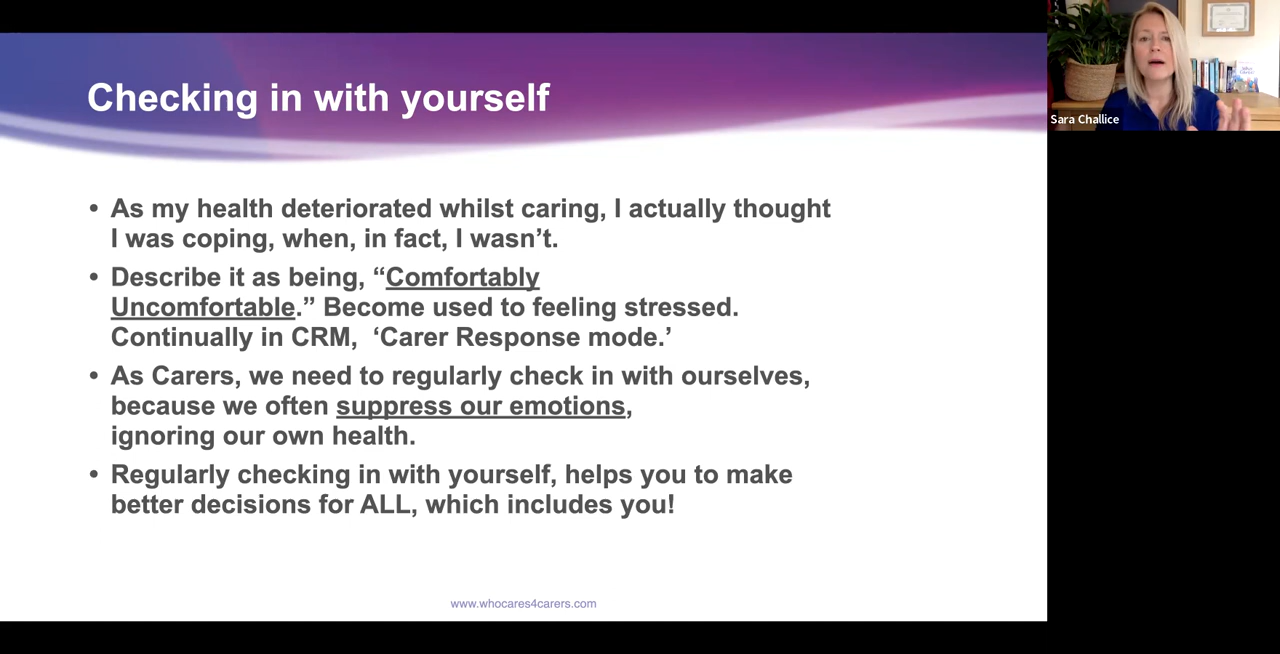 Checking in with yourself
• As my health deteriorated whilst caring, I actually thought
I was coping, when, in fact, I wasn’t.
• Describe it as being, “Comfortably
Uncomfortable.” Become used to feeling stressed.
Continually in CRM,  ‘Carer Response mode.’
• As Carers, we need to regularly check in with ourselves,
because we often suppress our emotions,
ignoring our own health.
• Regularly checking in with yourself, helps you to make
better decisions for ALL, which includes you!
www.whocares4carers.com
Sara Challice